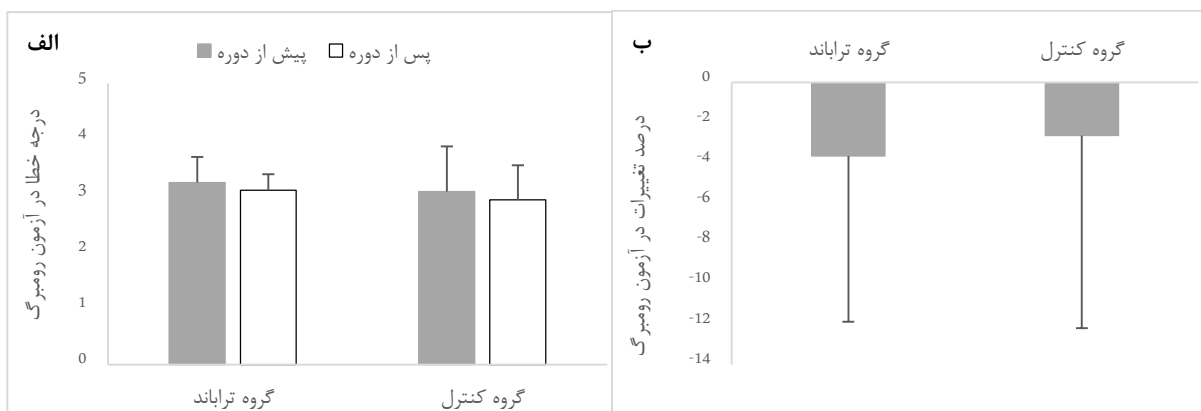 الف
پیش از دوره
پس از دوره
درجه خطا در آزمون رومبرگ
5
4
3
2
1
0
گروه تراباند
گروه کنترل
ب
گروه تراباند
گروه کنترل
درصد تغییرات در آزمون رومبرگ
0
-2
-4
-6
-8
-10
-12
-14